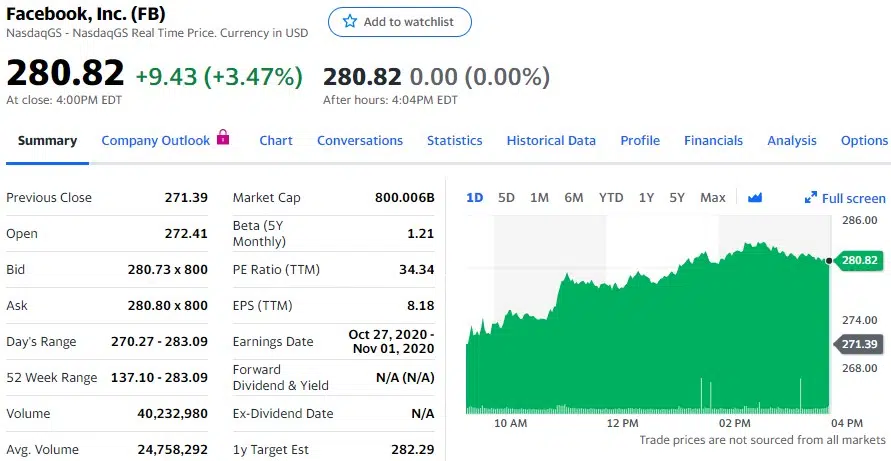 Facebook, Inc. (FB)
NasdaqGS - NasdaqGS Real Time Price. Currency in USD
Add to watchlist
280.82 +9.43 (+3.47%)
At close: 4:00PM EDT
280.82 0.00 (0.00%)
After hours: 4:04PM EDT
Summary Company Outlook Chart Conversations Statistics Historical Data Profile Financials Analysis Options
Previous Close 271.39
Open 272.41
Bid 280.73 x 800
Ask 280.80 x 800
Day's Range 270.27 - 283.09
52 Week Range 137.10 - 283.09
Volume 40,232,980
Avg. Volume 24,758,292
Market Cap 800.006B
Beta (5Y
Monthly) 1.21
PE Ratio (TTM) 34.34
EPS (TTM) 8.18
Earnings Date Oct 27, 2020 -
Nov 01, 2020
Forward
Dividend & Yield N/A (N/A)
Ex-Dividend Date N/A
1y Target Est 282.29
1D 5D 1M 6M YTD 1Y 5Y Max Full screen
286.00
280.82
274.00
271.39
268.00
10 AM 12 PM 02 PM 04 PM
Trade prices are not sourced from all markets